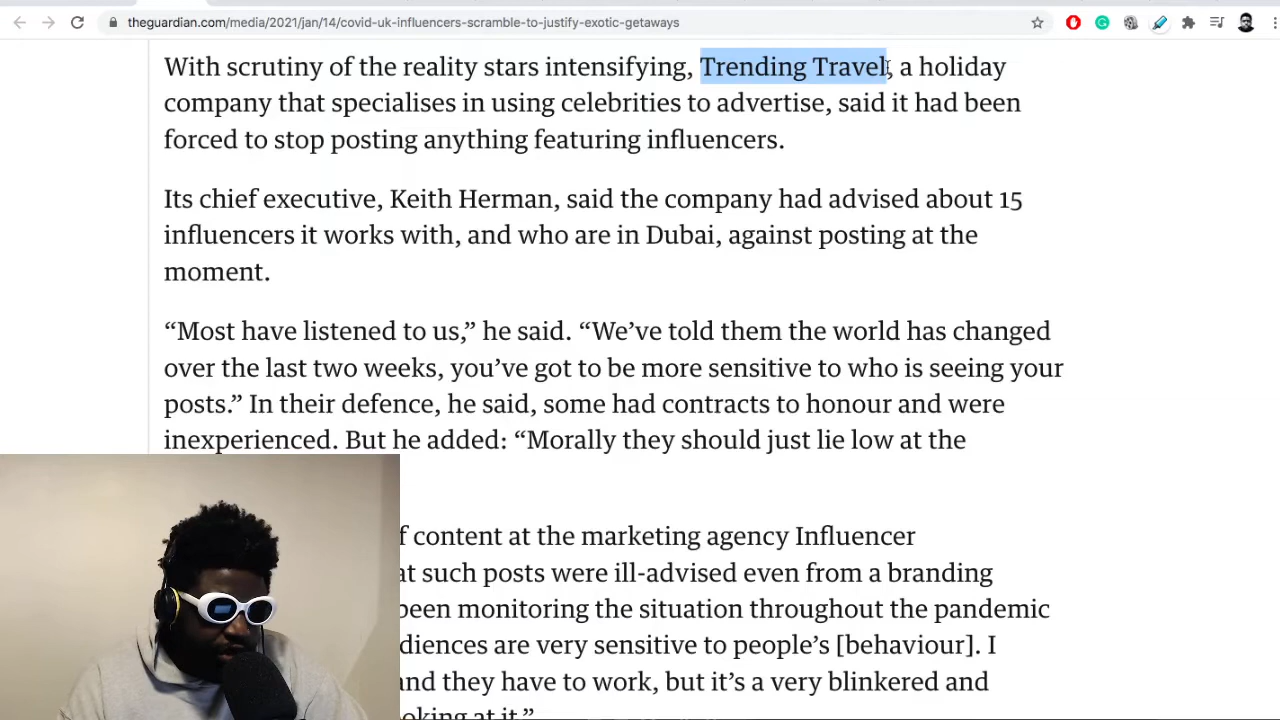 theguardian.com/media/2021/jan/14/covid-uk-influencers-scramble-to-justify-exotic-getaways
With scrutiny of the reality stars intensifying, Trending Travel, a holiday
company that specialises in using celebrities to advertise, said it had been
forced to stop posting anything featuring influencers.
Its chief executive, Keith Herman, said the company had advised about 15
influencers it works with, and who are in Dubai, against posting at the
moment.
“Most have listened to us,” he said. “We’ve told them the world has changed
over the last two weeks, you’ve got to be more sensitive to who is seeing your
posts.” In their defence, he said, some had contracts to honour and were
inexperienced. But he added: “Morally they should just lie low at the
f content at the marketing agency Influencer
at such posts were ill-advised even from a branding
been monitoring the situation throughout the pandemic
diences are very sensitive to people’s [behaviour]. I
and they have to work, but it’s a very blinkered and
oking at it.”